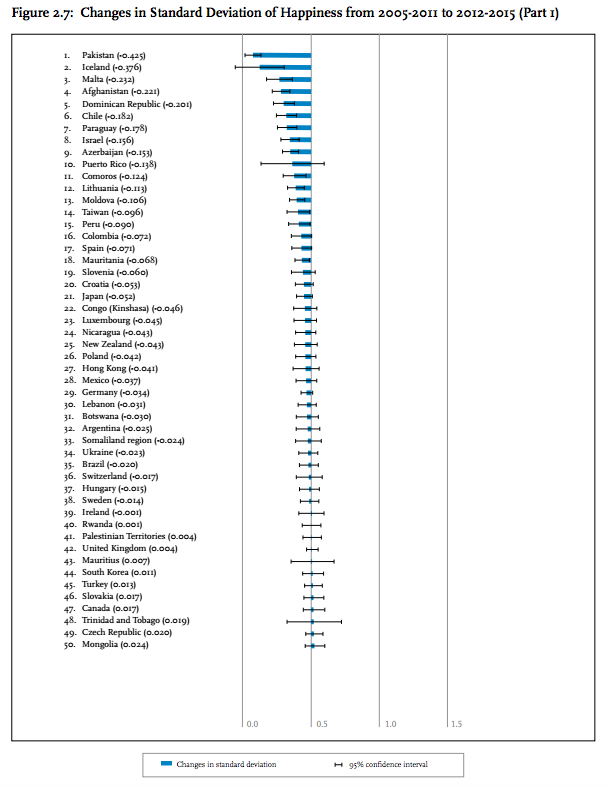 Figure 2.7: Changes in Standard Deviation of Happiness from 2005-2011 to 2012-2015 (Part 1)
1. Pakistan (-0.425)
2. Iceland (-0.376)
3. Malta (-0.232)
4. Afghanistan (-0.221)
5. Dominican Republic (-0.201)
6. Chile (-0.182)
7. Paraguay (-0.178)
8. Israel (-0.156)
9. Azerbaijan (-0.153)
10. Puerto Rico (-0.138)
11. Comoros (-0.124)
12. Lithuania (-0.113)
13. Moldova (-0.106)
14. Taiwan (-0.096)
15. Peru (-0.090)
16. Colombia (-0.072)
17. Spain (-0.071)
18. Mauritania (-0.068)
19. Slovenia (-0.060)
20. Croatia (-0.053)
21. Japan (-0.052)
22. Congo (Kinshasa) (-0.046)
23. Luxembourg (-0.045)
24. Nicaragua (-0.043)
25. New Zealand (-0.043)
26. Poland (-0.042)
27. Hong Kong (-0.041)
28. Mexico (-0.037)
29. Germany (-0.034)
30. Lebanon (-0.031)
31. Botswana (-0.030)
32. Argentina (-0.025)
33. Somaliland region (-0.024)
34. Ukraine (-0.023)
35. Brazil (-0.020)
36. Switzerland (-0.017)
37. Hungary (-0.015)
38. Sweden (-0.014)
39. Ireland (-0.001)
40. Rwanda (0.001)
41. Palestinian Territories (0.004)
42. United Kingdom (0.004)
43. Mauritius (0.007)
44. South Korea (0.011)
45. Turkey (0.013)
46. Slovakia (0.017)
47. Canada (0.017)
48. Trinidad and Tobago (0.019)
49. Czech Republic (0.020)
50. Mongolia (0.024)
0.0 0.5 1.0 1.5
Changes in standard deviation 95% confidence interval